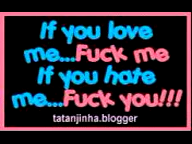 If you love
me...Fuck me
If you hate
me...Fuck you!!!
tatanjinha.blogger